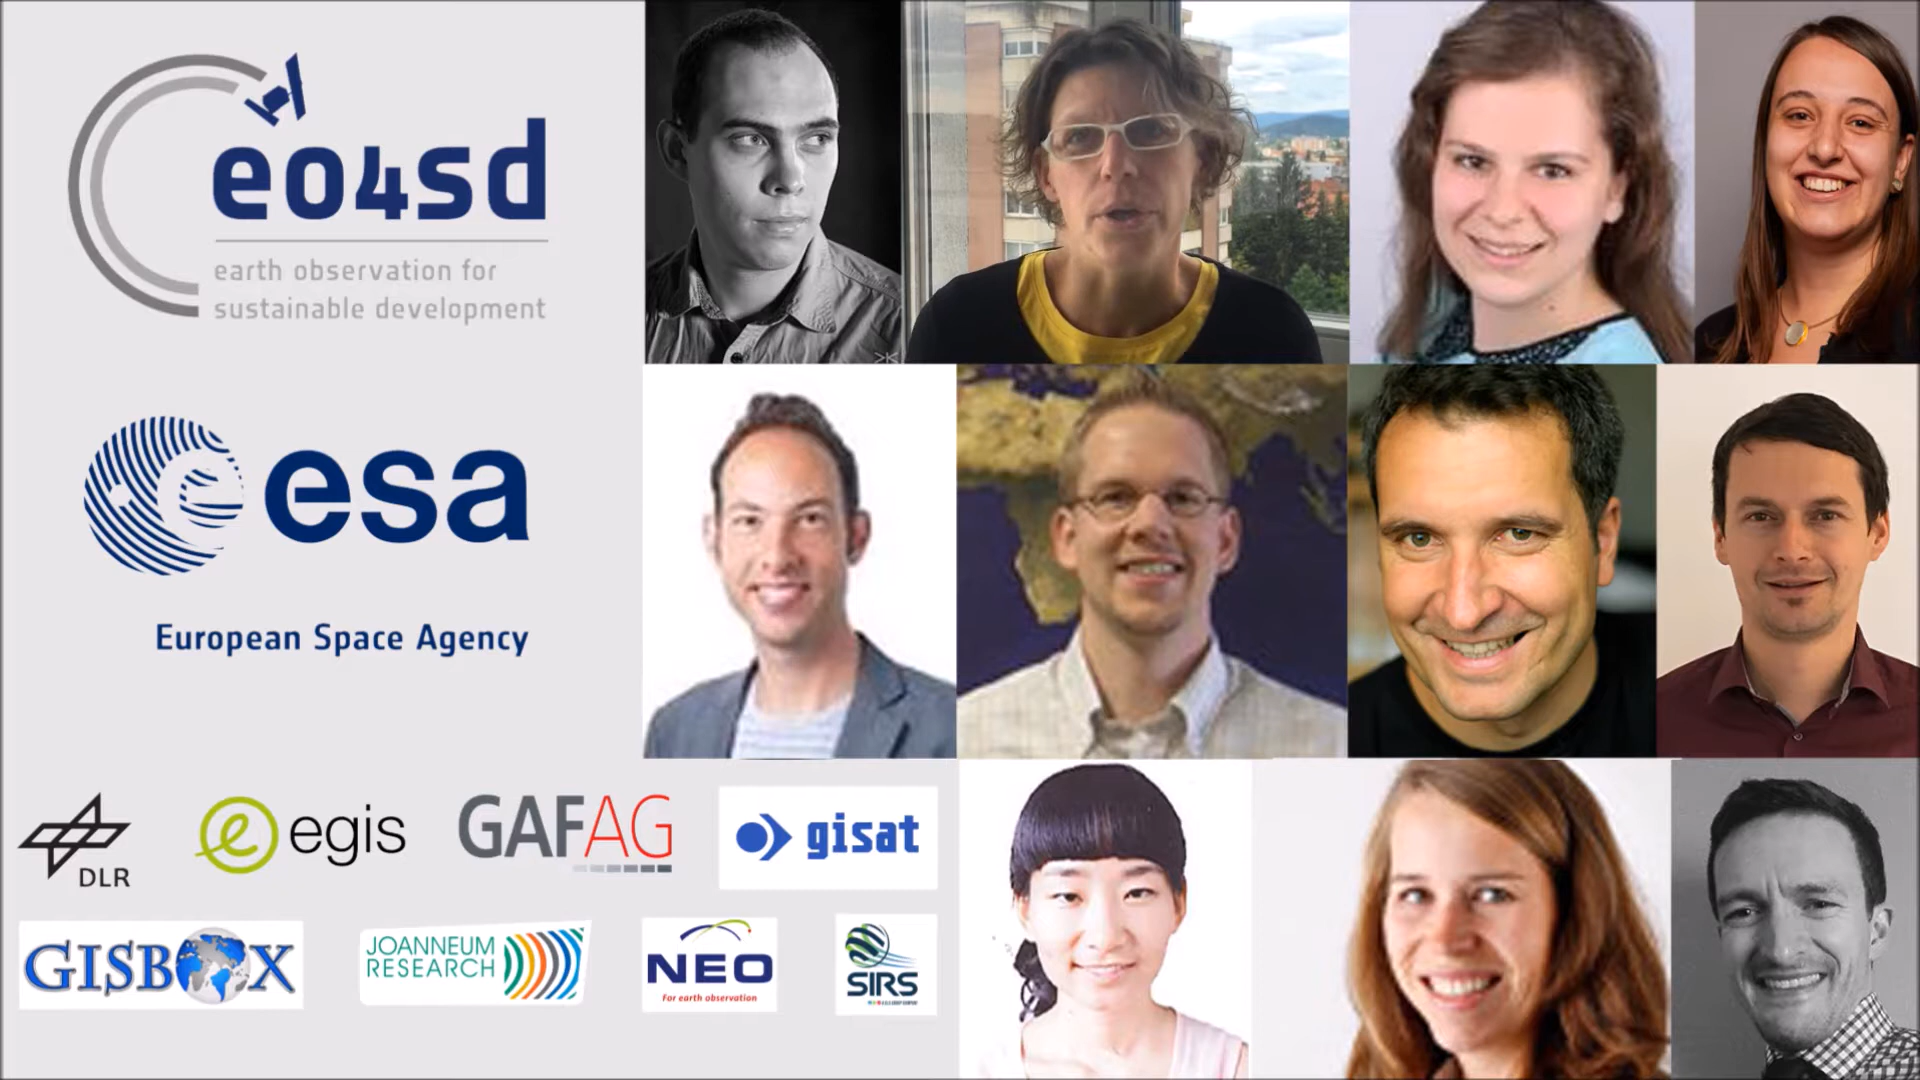 eo4sd
earth observation for
sustainable development
esa
European Space Agency
DLR
egis
GAFAG
gisat
GISBOX
JOANNEUM
RESEARCH
NEO
For earth observation
SIRS